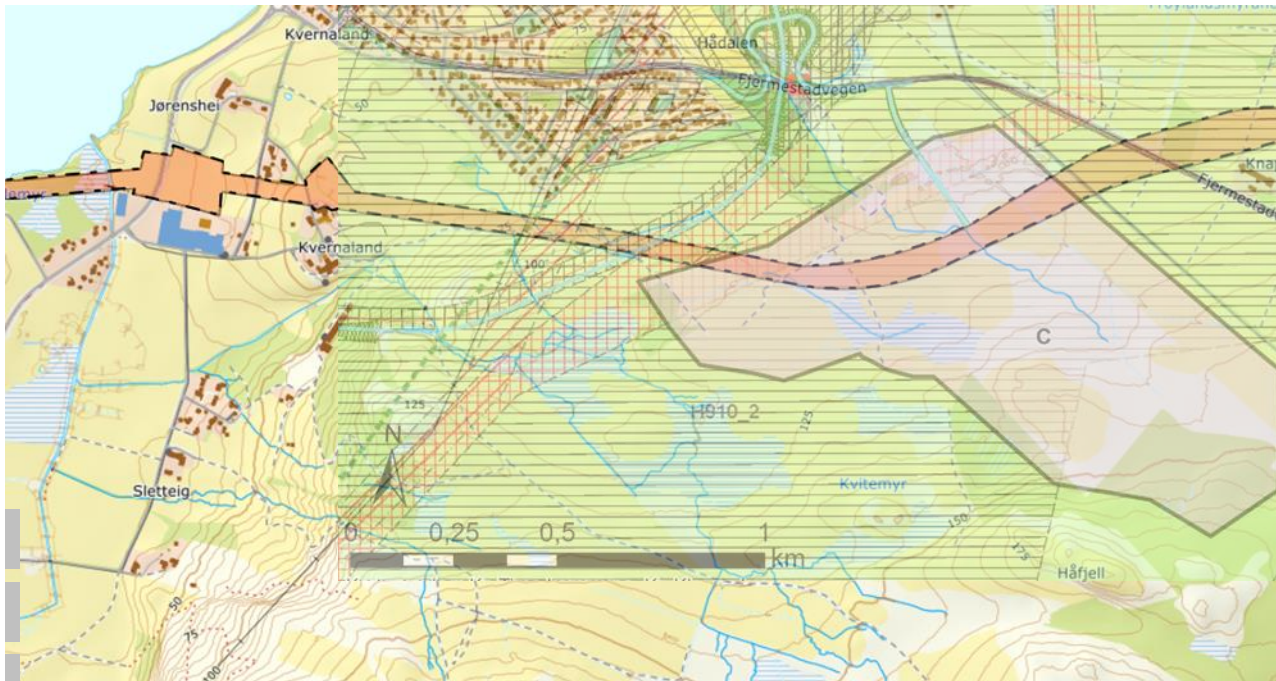 Kvernaland
Hådalen
75
Fjermestadvegen
Jørenshei
50
Kvernaland
100
C
125
H910_2
125
N
Kvitemyr
Sletteig
150
0 0,25 0,5 1
km
175
Håfjell
50
75
100